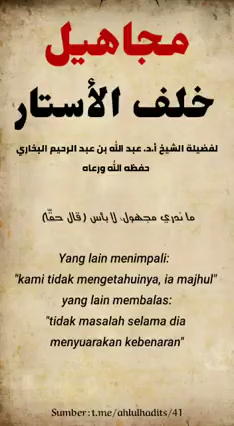 مجاهيل
خلف الأستار
لفضيلة الشيخ أ.د. عبد الله بن عبد الرحيم البخاري
حفظه الله ورعاه
ما ندري مجهول، لا بأس (قال حقّه)
Yang lain menimpali:
"kami tidak mengetahuinya, ia majhul"
yang lain membalas:
"tidak masalah selama dia
menyuarakan kebenaran"
Sumber : t.me/ahlulhadits/41